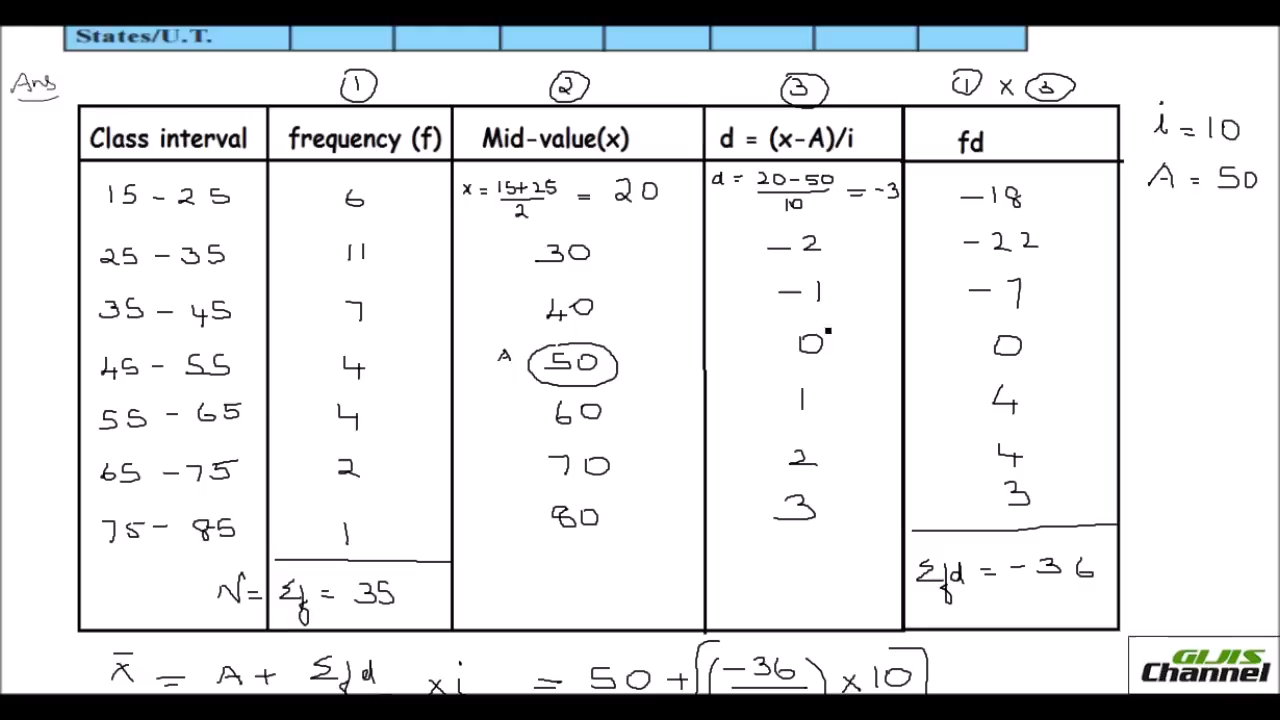 States/U.T.
Ans
1 2 3 1 × 3
Class interval frequency (f) Mid-value(x) d = (x-A)/i fd
i = 10
A = 50
15 - 25 6 x = 15+25/2 = 20 d = 20-50/10 = -3 -18
25 - 35 11 30 -2 -22
35 - 45 7 40 -1 -7
45 - 55 4 A 50 0 0
55 - 65 4 60 1 4
65 - 75 2 70 2 4
75 - 85 1 80 3 3
N = Σf = 35 Σfd = -36
x̄ = A + Σfd × i = 50 + [(-36) × 10]
GIJIS
Channel